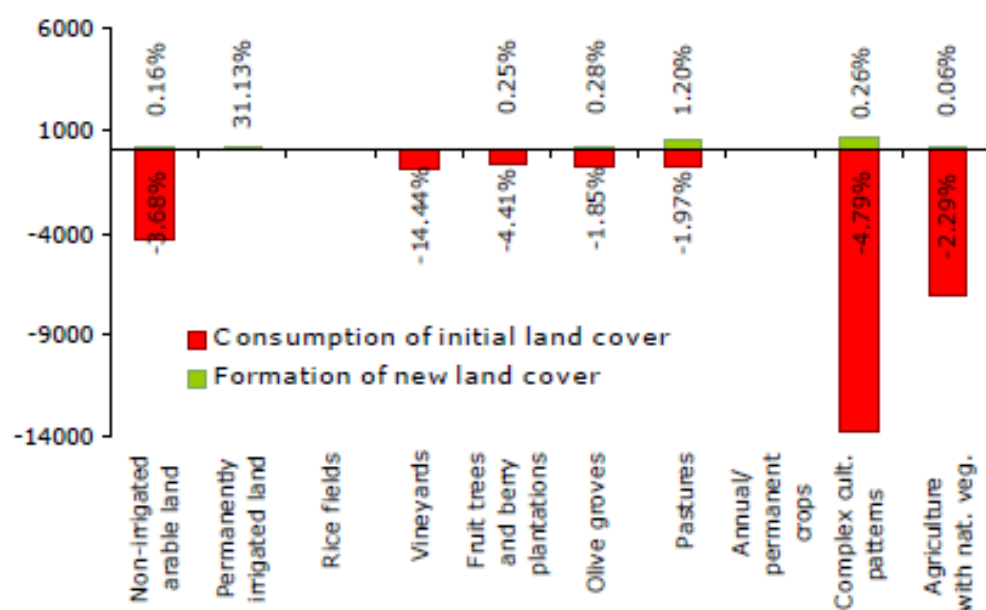 6000
1000
-4000
-9000
-14000
0.16%
31.13%
0.25%
0.28%
1.20%
0.26%
0.06%
-3.68%
-14.44%
-4.41%
-1.85%
-1.97%
-4.79%
-2.29%
Consumption of initial land cover
Formation of new land cover
Non-irrigated
arable land
Permanently
irrigated land
Rice fields
Vineyards
Fruit trees
and berry
plantations
Olive groves
Pastures
Annual/
permanent
crops
Complex cult.
patterns
Agriculture
with nat. veg.